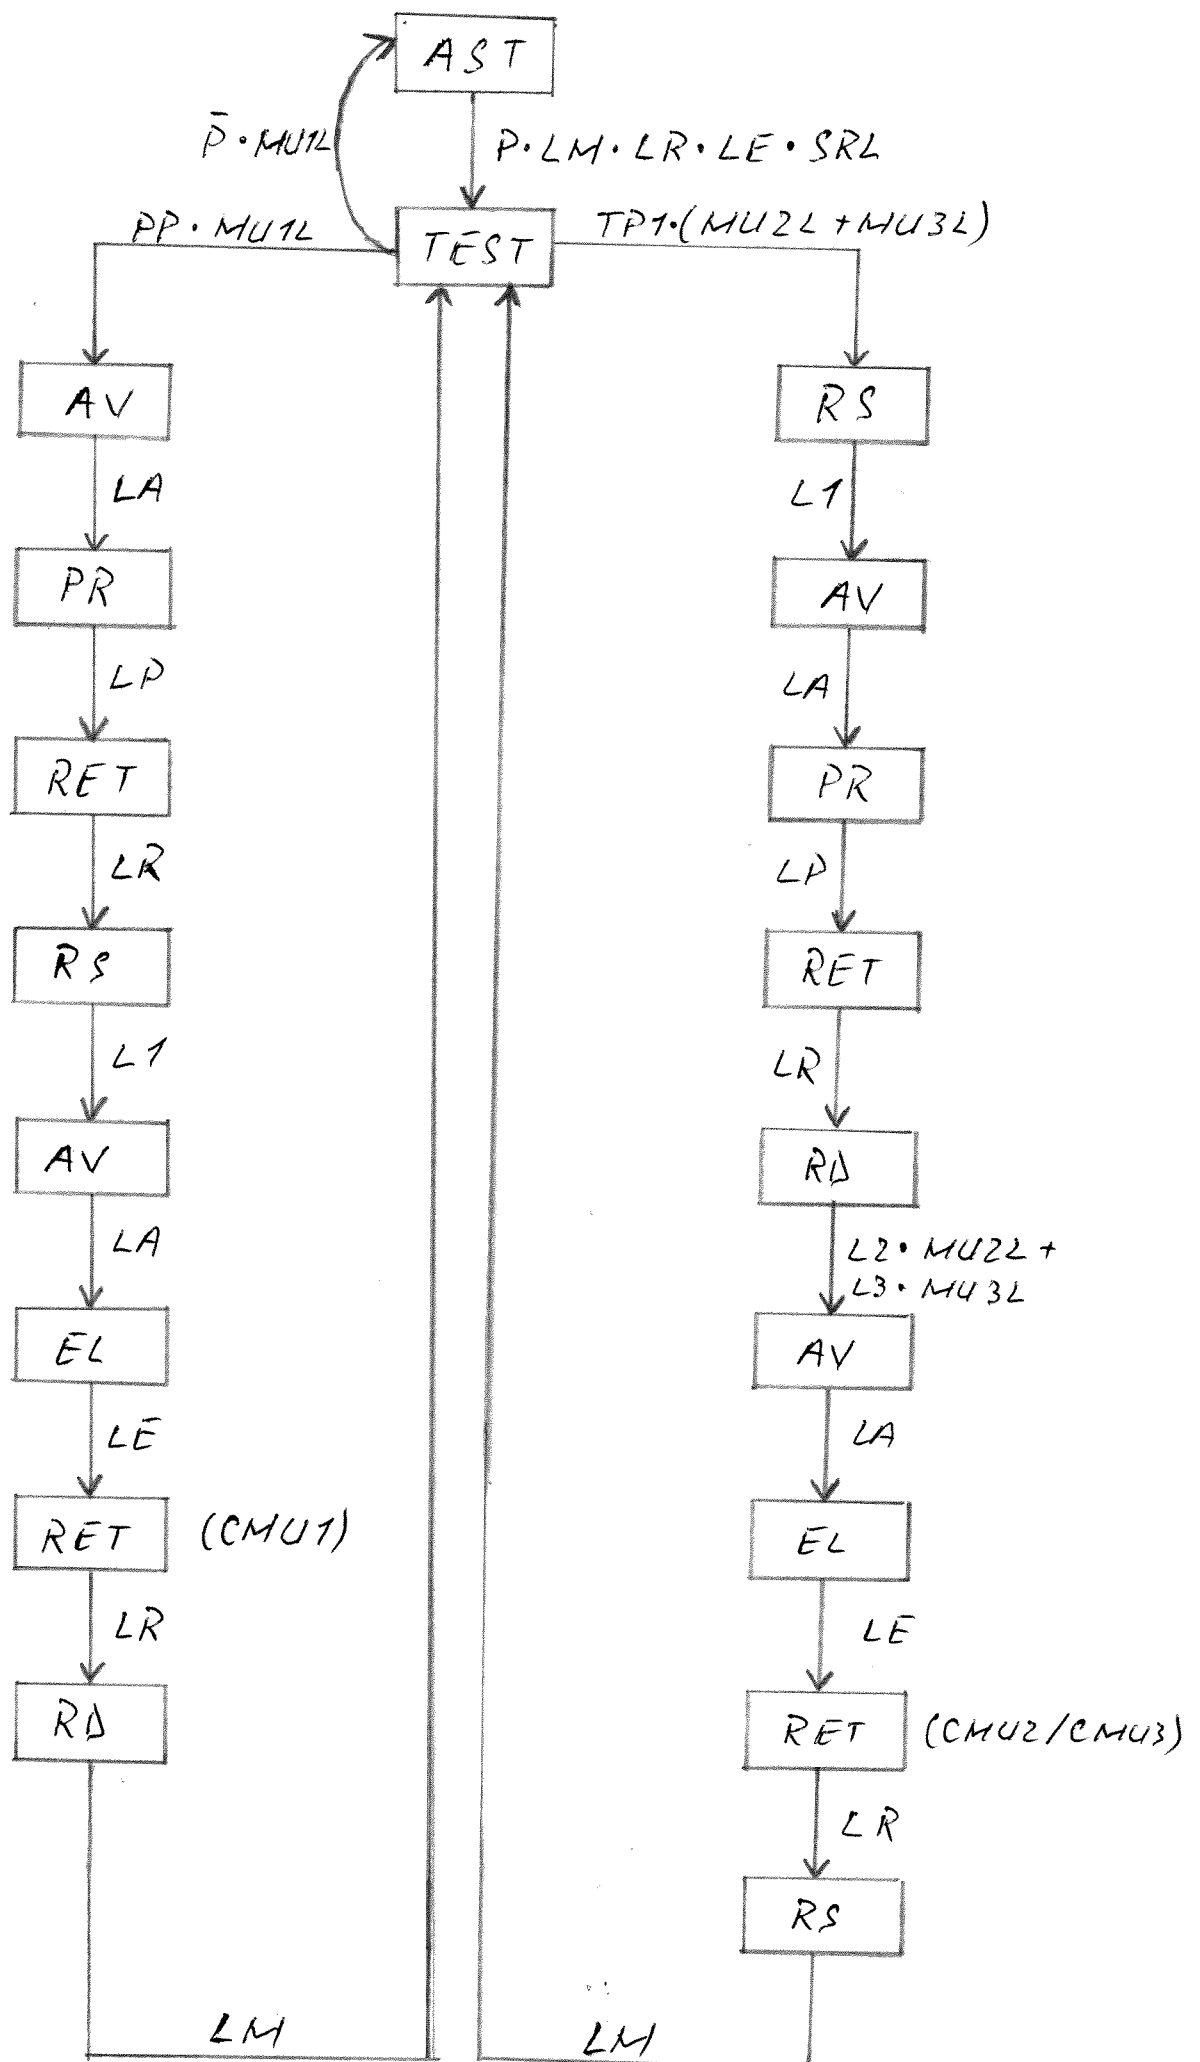 AST
P̄·MU1L
P·LM·LR·LE·SRL
PP·MU1L
TEST
TP1·(MU2L+MU3L)
AV
LA
PR
LP
RET
LR
RS
L1
AV
LA
EL
LE
RET (CMU1)
LR
RD
LM
RS
L1
AV
LA
PR
LP
RET
LR
RD
L2·MU2L+
L3·MU3L
AV
LA
EL
LE
RET (CMU2/CMU3)
LR
RS
LM